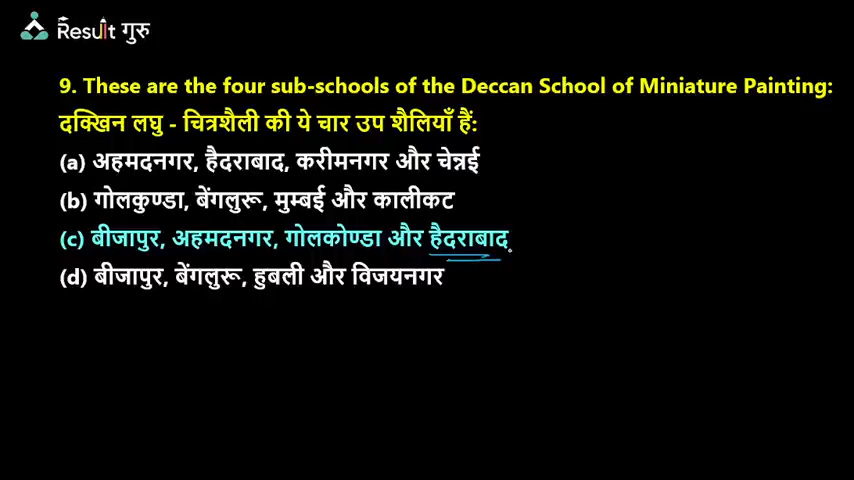 Result गुरु
9. These are the four sub-schools of the Deccan School of Miniature Painting:
दक्खिन लघु - चित्रशैली की ये चार उप शैलियाँ हैं:
(a) अहमदनगर, हैदराबाद, करीमनगर और चेन्नई
(b) गोलकुण्डा, बेंगलुरू, मुम्बई और कालीकट
(c) बीजापुर, अहमदनगर, गोलकोण्डा और हैदराबाद
(d) बीजापुर, बेंगलुरू, हुबली और विजयनगर